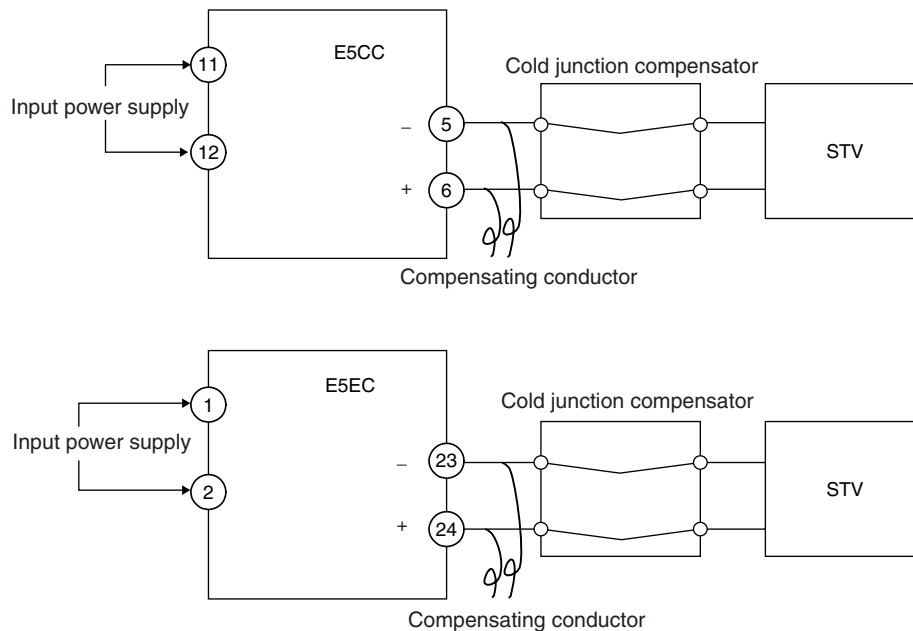 E5CC
11
Input power supply
12
Cold junction compensator
−
5
+
6
STV
Compensating conductor
E5EC
1
Input power supply
2
Cold junction compensator
−
23
+
24
STV
Compensating conductor